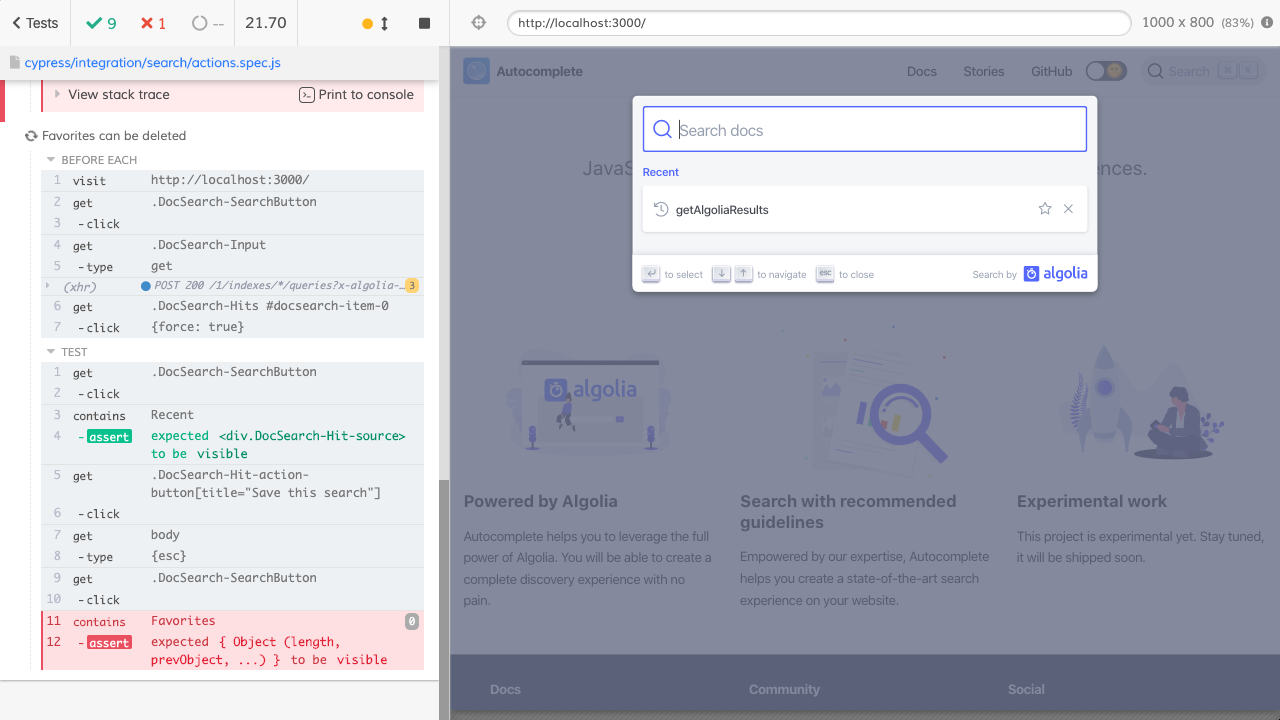 Tests
9
1
--
21.70
http://localhost:3000/
1000 x 800 (83%)
cypress/integration/search/actions.spec.js
View stack trace
Print to console
Favorites can be deleted
BEFORE EACH
1 visit http://localhost:3000/
2 get .DocSearch-SearchButton
3 - click
4 get .DocSearch-Input
5 - type get
(xhr) POST 200 /1/indexes/*/queries?x-algolia-… 3
6 get .DocSearch-Hits #docsearch-item-0
7 - click {force: true}
TEST
1 get .DocSearch-SearchButton
2 - click
3 contains Recent
4 - assert expected <div.DocSearch-Hit-source>
to be visible
5 get .DocSearch-Hit-action-
button[title="Save this search"]
6 - click
7 get body
8 - type {esc}
9 get .DocSearch-SearchButton
10 - click
11 contains Favorites 0
12 - assert expected { Object (length,
prevObject, ...) } to be visible
Autocomplete
Docs
Stories
GitHub
Search
⌘
K
JavaS
nces.
Search docs
Recent
getAlgoliaResults
to select
to navigate
esc to close
Search by algolia
algolia
Powered by Algolia
Autocomplete helps you to leverage the full
power of Algolia. You will be able to create a
complete discovery experience with no
pain.
Search with recommended
guidelines
Empowered by our expertise, Autocomplete
helps you create a state-of-the-art search
experience on your website.
Experimental work
This project is experimental yet. Stay tuned,
it will be shipped soon.
Docs
Community
Social